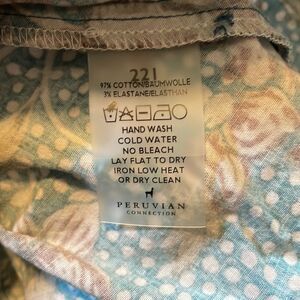 221
97% COTTON/BAUMWOLLE
3% ELASTANE/ELASTHAN
HAND WASH
COLD WATER
NO BLEACH
LAY FLAT TO DRY
IRON LOW HEAT
OR DRY CLEAN
PERUVIAN
CONNECTION